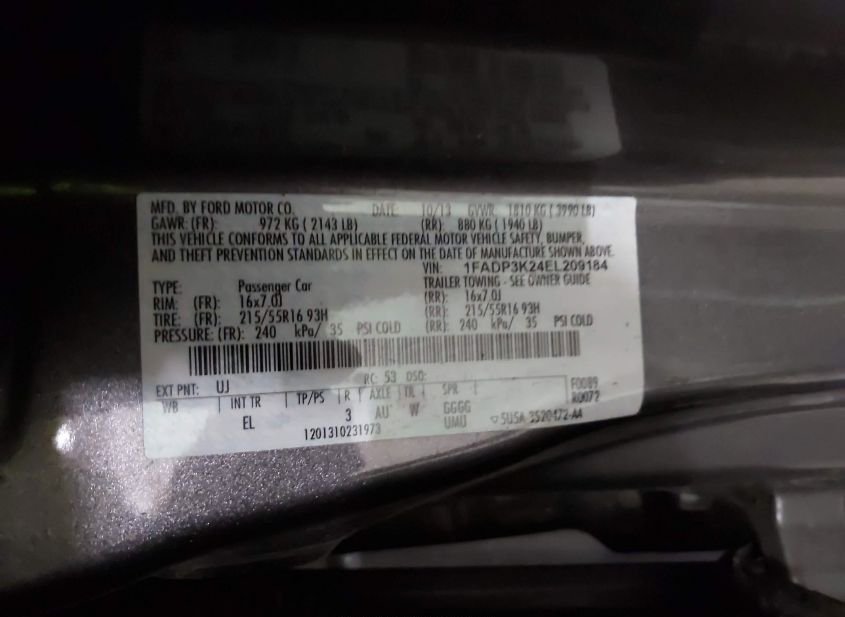 MFD. BY FORD MOTOR CO. DATE: 10/13 GVWR: 1810 KG ( 3990 LB)
GAWR: (FR): 972 KG ( 2143 LB) (RR): 880 KG ( 1940 LB)
THIS VEHICLE CONFORMS TO ALL APPLICABLE FEDERAL MOTOR VEHICLE SAFETY, BUMPER,
AND THEFT PREVENTION STANDARDS IN EFFECT ON THE DATE OF MANUFACTURE SHOWN ABOVE.
VIN: 1FADP3K24EL209184
TYPE: Passenger Car TRAILER TOWING - SEE OWNER GUIDE
RIM: (FR): 16x7.0J (RR): 16x7.0J
TIRE: (FR): 215/55R16 93H (RR): 215/55R16 93H
PRESSURE: (FR): 240 kPa/ 35 PSI COLD (RR): 240 kPa/ 35 PSI COLD
RC: 53 DSO:
EXT PNT: UJ F0089
WB INT TR TP/PS R AXLE SPR R0072
EL 3 AU W GGGG
1201310231973 UMU